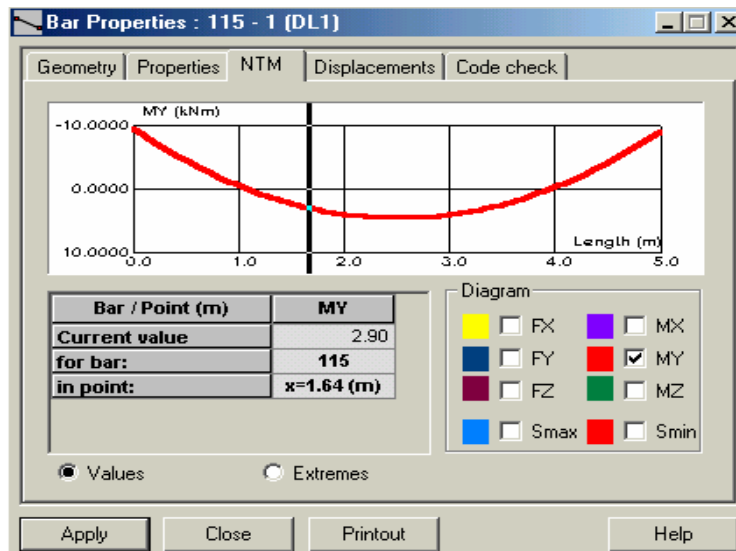 Bar Properties : 115 - 1 (DL1)
Geometry Properties NTM Displacements Code check
MY (kNm)
-10.0000
0.0000
10.0000
Length (m)
0.0 1.0 2.0 3.0 4.0 5.0
Bar / Point (m) MY
Current value 2.90
for bar: 115
in point: x=1.64 (m)
Diagram
FX MX
FY MY
FZ MZ
Smax Smin
Values Extremes
Apply Close Printout Help